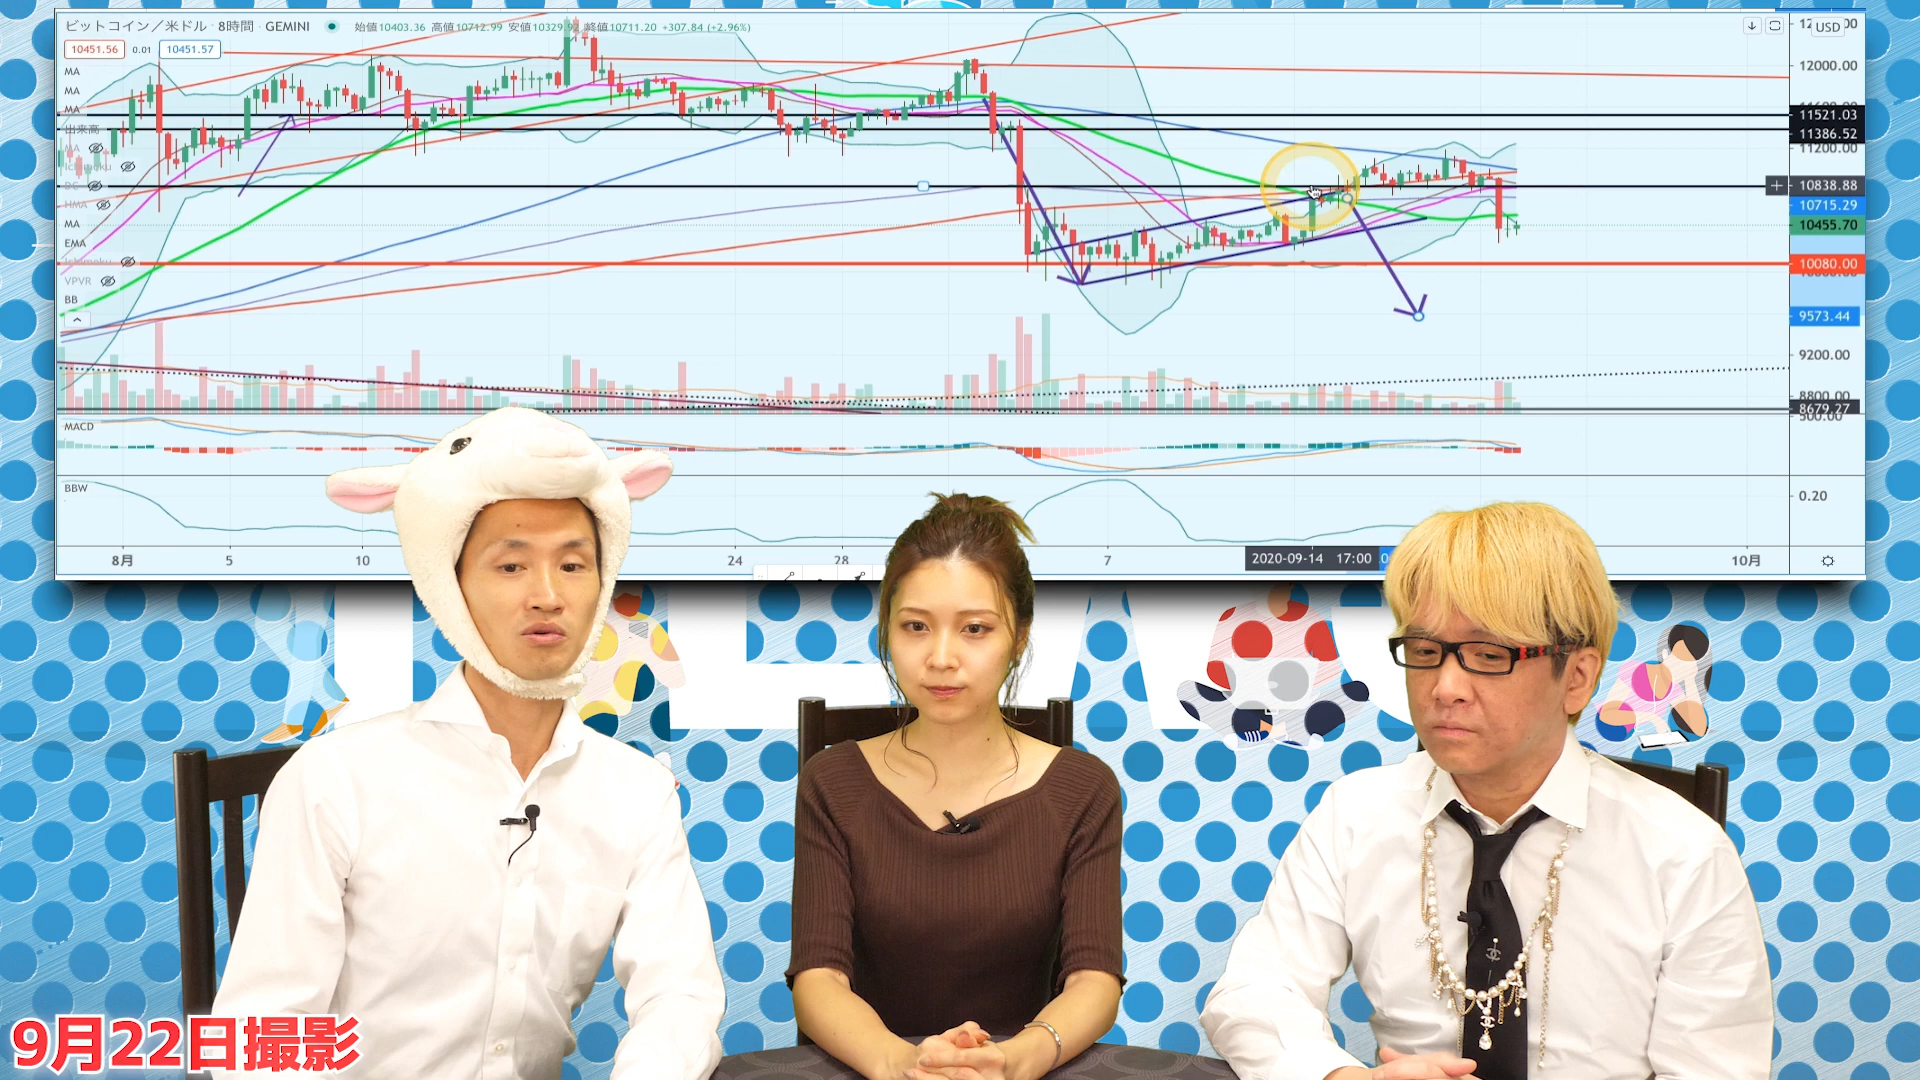 ビットコイン／米ドル · 8時間 · GEMINI
始値10403.36 高値10712.99 安値10329.92 終値10711.20 +307.84 (+2.96%)
10451.56 0.01 10451.57
MA
MA
MA
出来高
MA
Ichimoku
BC
HMA
MA
EMA
Ichimoku
VPVR
BB
MACD
BBW
USD
12000.00
11521.03
11386.52
11200.00
10838.88
10715.29
10455.70
10080.00
9573.44
9200.00
8800.00
8679.27
0.20
8月 5 10 24 28 7 2020-09-14 17:00 10月
9月22日撮影